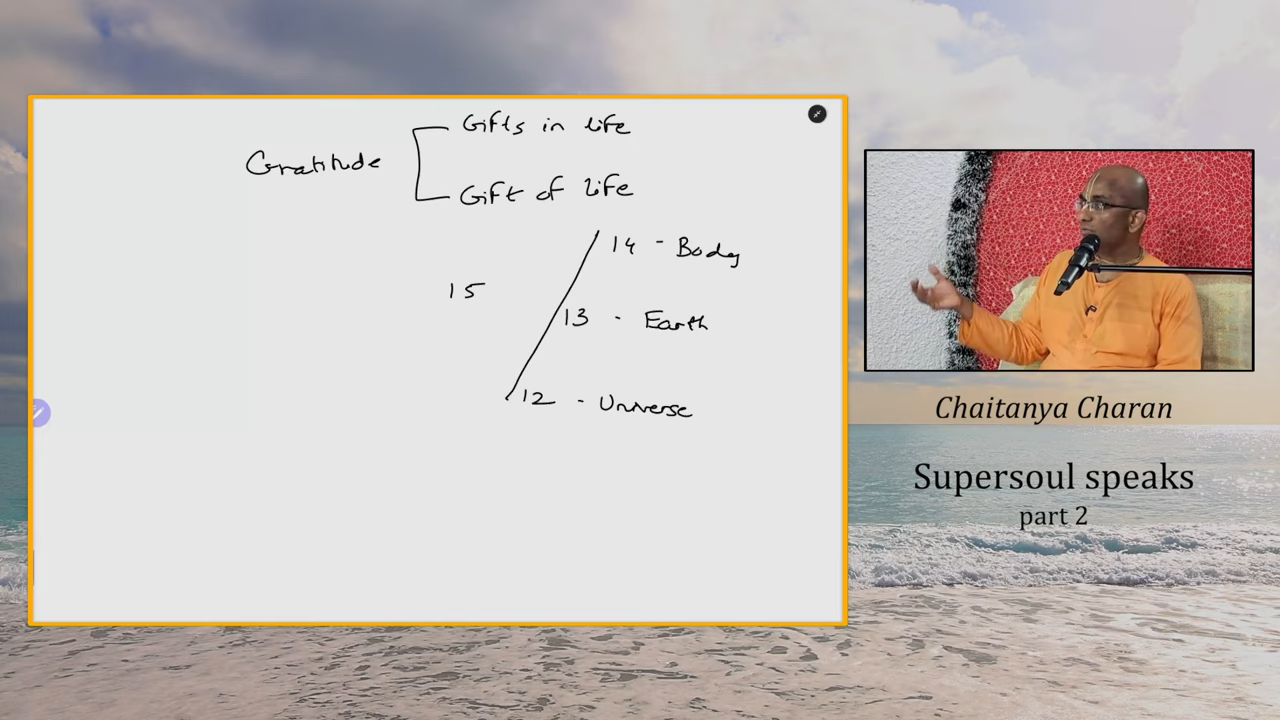 Gifts in life
Gratitude
Gift of life
14 - Body
15
13 - Earth
12 - Universe
Chaitanya Charan
Supersoul speaks
part 2